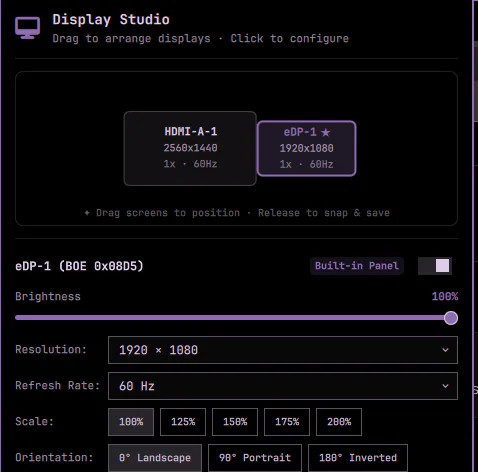 Display Studio
Drag to arrange displays · Click to configure
HDMI-A-1
2560x1440
1x · 60Hz
eDP-1 ★
1920x1080
1x · 60Hz
✦ Drag screens to position · Release to snap & save
eDP-1 (BOE 0x08D5)
Built-in Panel
Brightness
100%
Resolution:
1920 × 1080
Refresh Rate:
60 Hz
Scale:
100%
125%
150%
175%
200%
Orientation:
0° Landscape
90° Portrait
180° Inverted